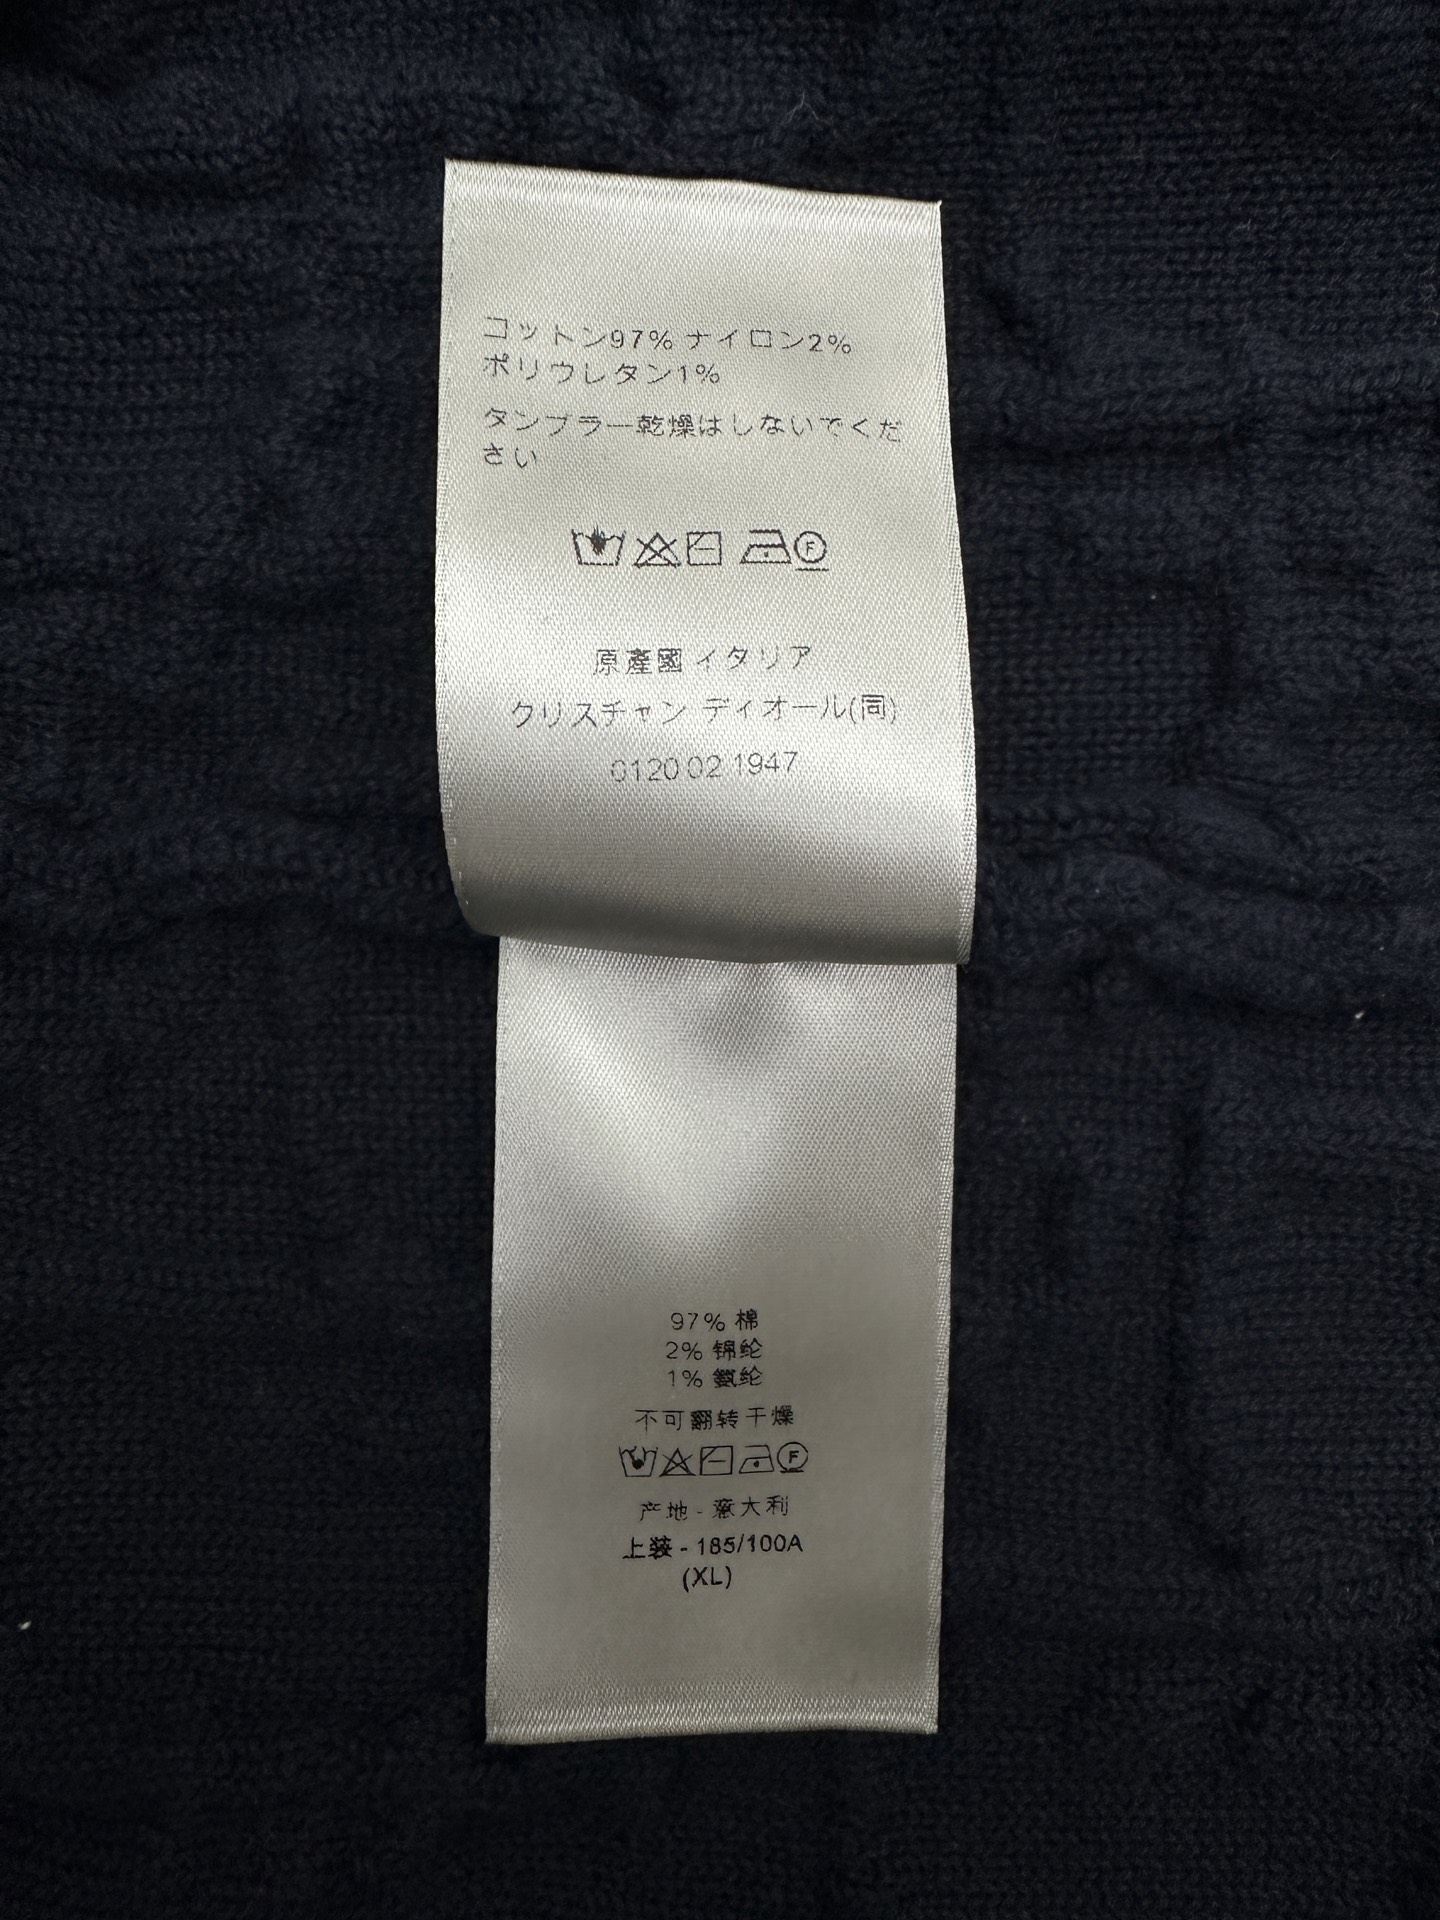 コットン97% ナイロン2%
ポリウレタン1%
タンブラー乾燥はしないでくだ
さい
F
原產國 イタリア
クリスチャン ディオール(同)
0120 02 1947
97% 棉
2% 锦纶
1% 氨纶
不可翻转干燥
F
产地 - 意大利
上装 - 185/100A
(XL)